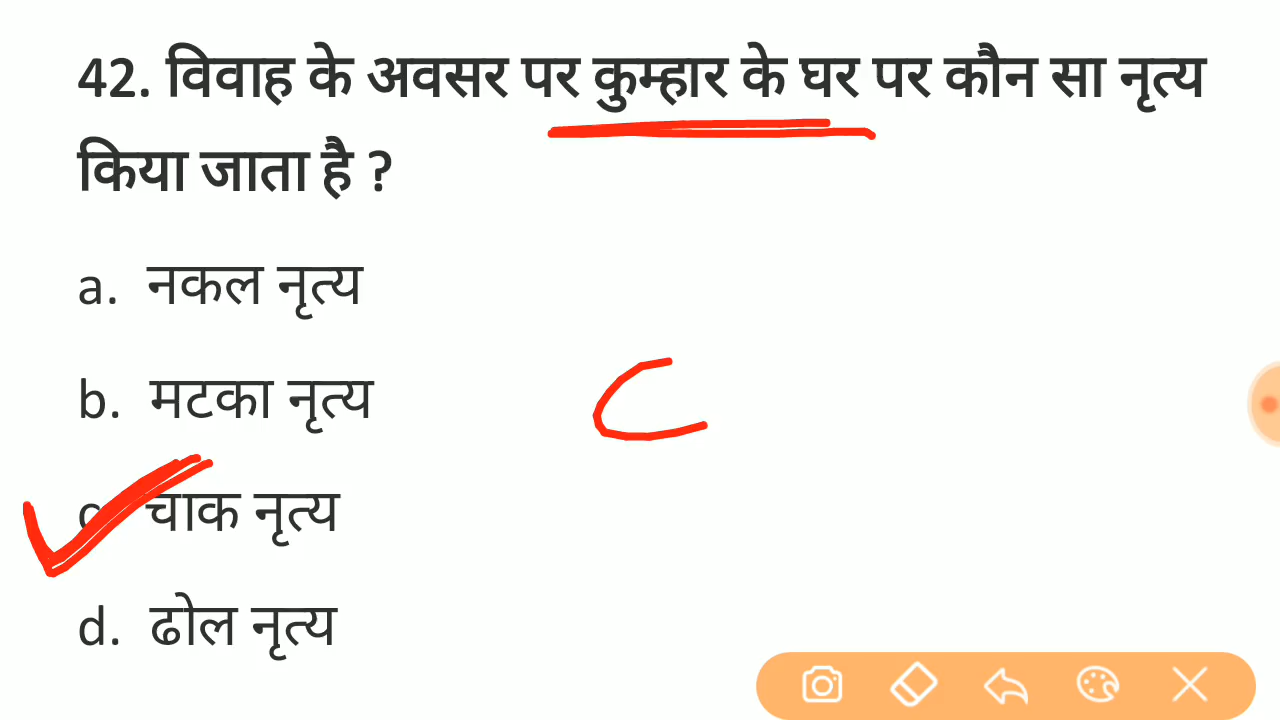 42. विवाह के अवसर पर कुम्हार के घर पर कौन सा नृत्य
किया जाता है ?
a. नकल नृत्य
b. मटका नृत्य
C
c. चाक नृत्य
d. ढोल नृत्य